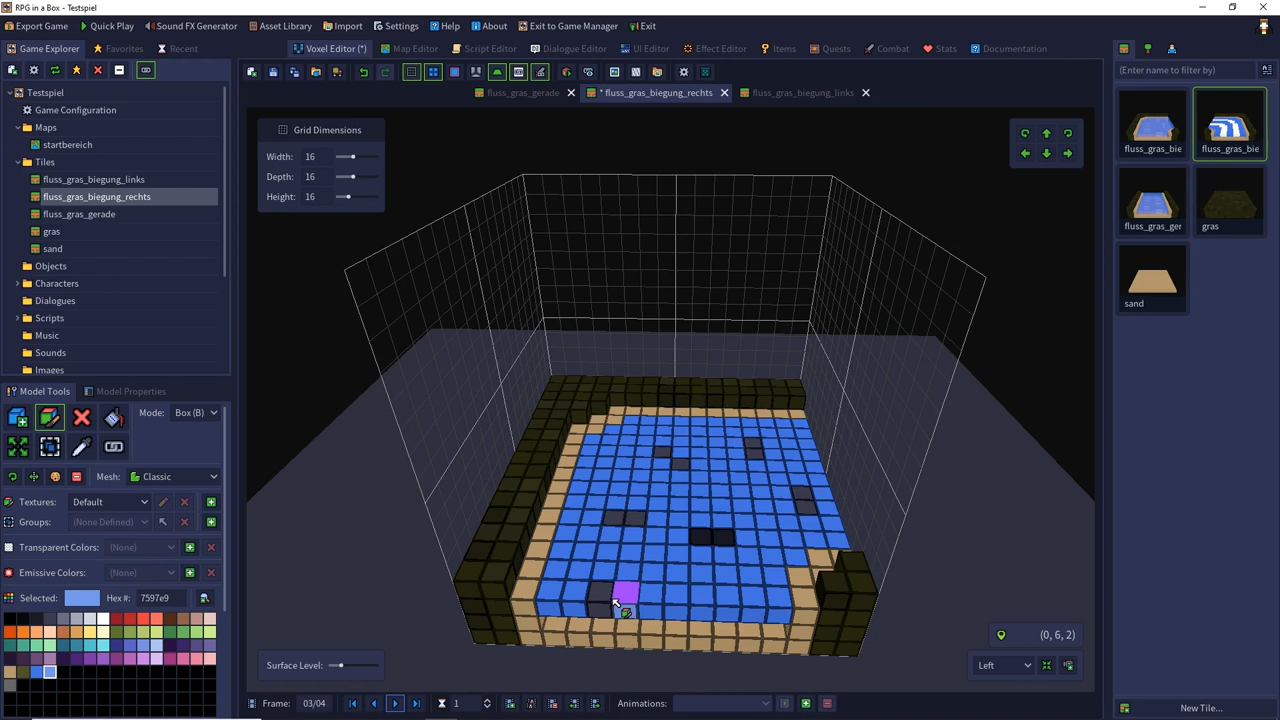 RPG in a Box - Testspiel
Export Game Quick Play Sound FX Generator Asset Library Import Settings Help About Exit to Game Manager Exit
Game Explorer Favorites Recent Voxel Editor (*) Map Editor Script Editor Dialogue Editor UI Editor Effect Editor Items Quests Combat Stats Documentation
(Enter name to filter by)
fluss_gras_gerade * fluss_gras_biegung_rechts fluss_gras_biegung_links
Testspiel
Game Configuration
Maps
startbereich
Tiles
fluss_gras_biegung_links
fluss_gras_biegung_rechts
fluss_gras_gerade
gras
sand
Objects
Characters
Dialogues
Scripts
Music
Sounds
Images
Grid Dimensions
Width: 16
Depth: 16
Height: 16
fluss_gras_bie fluss_gras_bie
fluss_gras_ger gras
sand
Model Tools Model Properties
Mode: Box (B)
Mesh: Classic
Textures: Default
Groups: (None Defined)
Transparent Colors: (None)
Emissive Colors: (None)
Selected: Hex #: 7597e9
(0, 6, 2)
Surface Level: Left
Frame: 03/04 1 Animations:
New Tile...